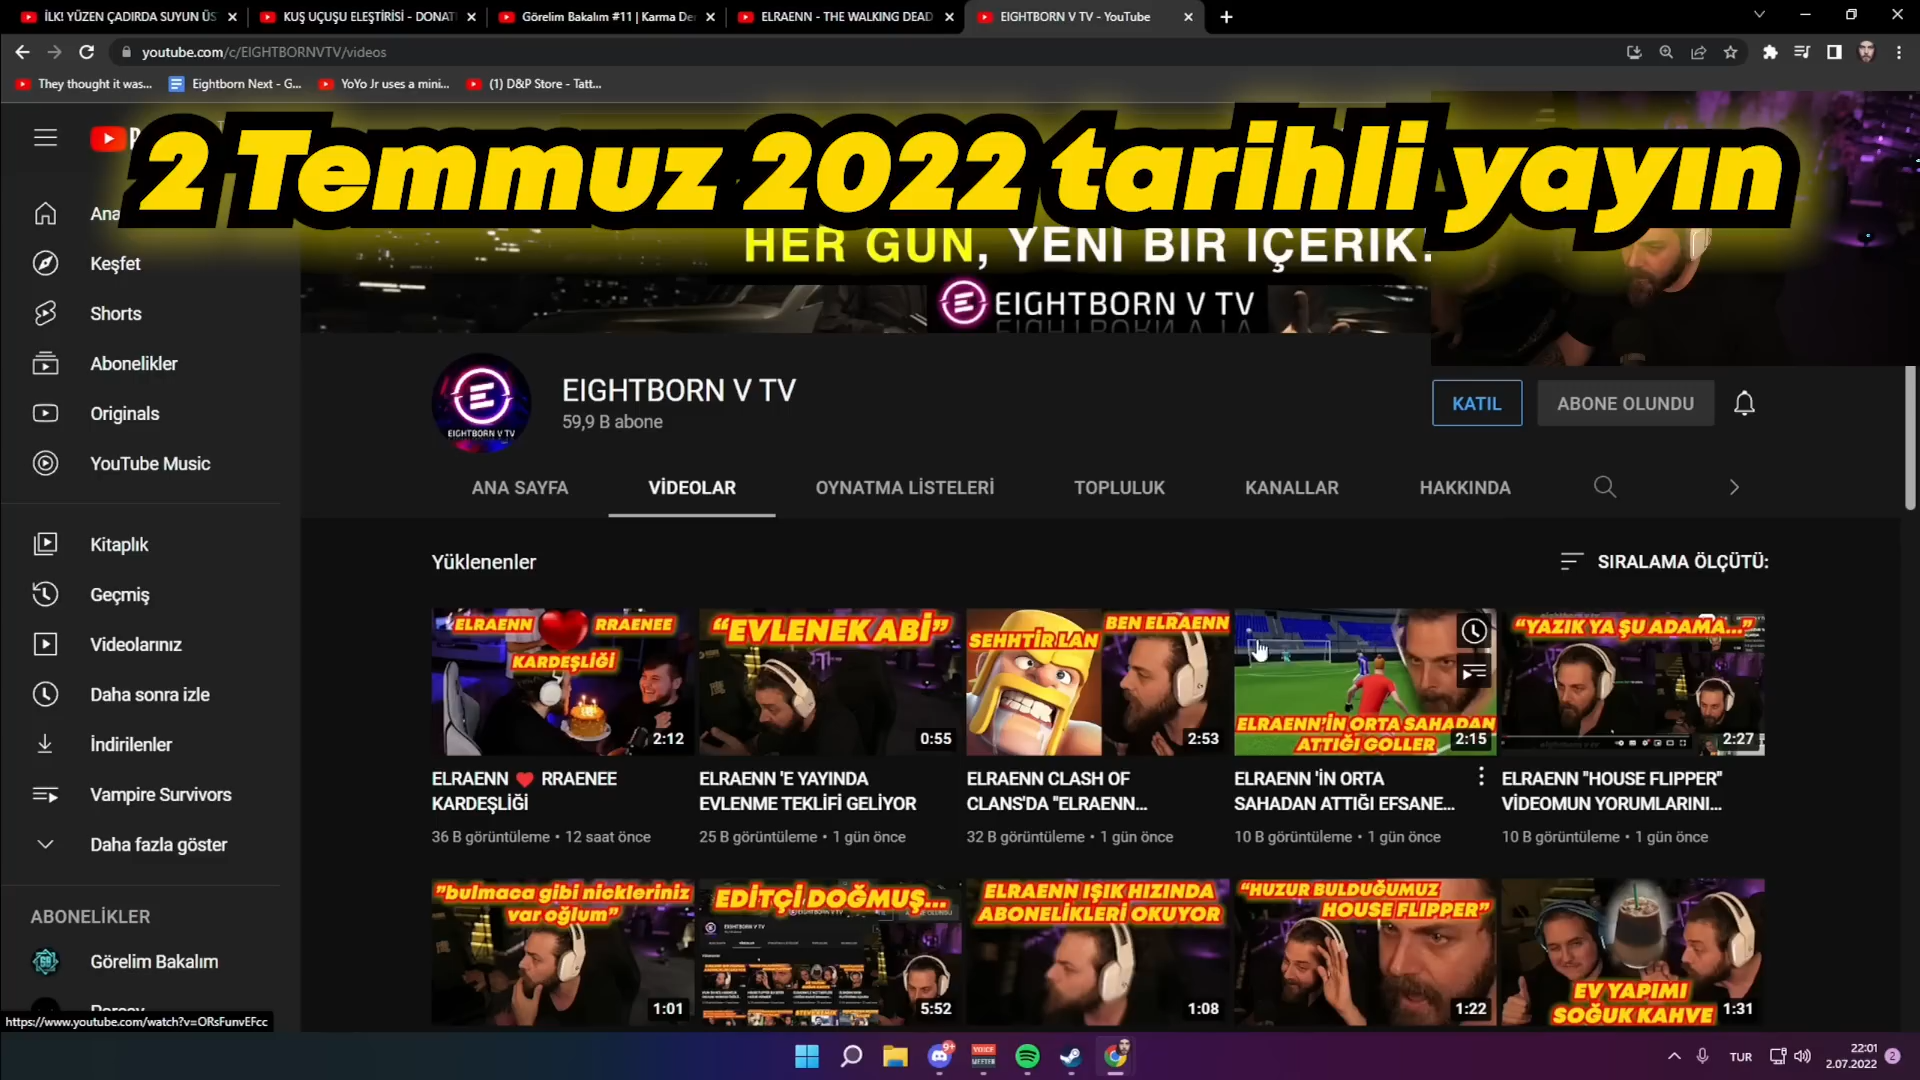 İLK! YÜZEN ÇADIRDA SUYUN ÜS
KUŞ UÇUŞU ELEŞTİRİSİ - DONAT
Görelim Bakalım #11 | Karma De
ELRAENN - THE WALKING DEAD
EIGHTBORN V TV - YouTube
youtube.com/c/EIGHTBORNVTV/videos
They thought it was...
Eightborn Next - G...
YoYo Jr uses a mini...
(1) D&P Store - Tatt...
2 Temmuz 2022 tarihli yayın
HER GÜN, YENİ BİR İÇERİK.
EIGHTBORN V TV
Ana
Keşfet
Shorts
Abonelikler
Originals
YouTube Music
Kitaplık
Geçmiş
Videolarınız
Daha sonra izle
İndirilenler
Vampire Survivors
Daha fazla göster
ABONELİKLER
Görelim Bakalım
EIGHTBORN V TV
EIGHTBORN V TV
59,9 B abone
KATIL
ABONE OLUNDU
ANA SAYFA
VİDEOLAR
OYNATMA LİSTELERİ
TOPLULUK
KANALLAR
HAKKINDA
Yüklenenler
SIRALAMA ÖLÇÜTÜ:
ELRAENN RRAENEE
KARDEŞLİĞİ
2:12
ELRAENN ❤️ RRAENEE
KARDEŞLİĞİ
36 B görüntüleme • 12 saat önce
"EVLENEK ABİ"
0:55
ELRAENN 'E YAYINDA
EVLENME TEKLİFİ GELİYOR
25 B görüntüleme • 1 gün önce
SEHHTİR LAN
BEN ELRAENN
2:53
ELRAENN CLASH OF
CLANS'DA "ELRAENN...
32 B görüntüleme • 1 gün önce
ELRAENN'İN ORTA SAHADAN
ATTIĞI GOLLER
2:15
ELRAENN 'İN ORTA
SAHADAN ATTIĞI EFSANE...
10 B görüntüleme • 1 gün önce
"YAZIK YA ŞU ADAMA..."
2:27
ELRAENN "HOUSE FLIPPER"
VİDEOMUN YORUMLARINI...
10 B görüntüleme • 1 gün önce
"bulmaca gibi nickleriniz
var oğlum"
1:01
EDİTÇİ DOĞMUŞ...
5:52
ELRAENN IŞIK HIZINDA
ABONELİKLERİ OKUYOR
1:08
"HUZUR BULDUĞUMUZ
HOUSE FLIPPER"
1:22
EV YAPIMI
SOĞUK KAHVE
1:31
https://www.youtube.com/watch?v=ORsFunvEFcc
9+
VOICE
MEETER
TUR
22:01
2.07.2022
2